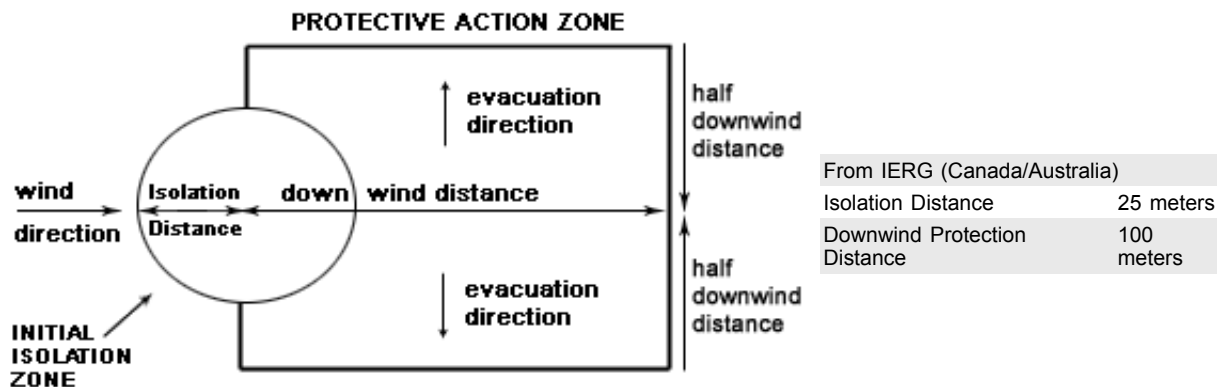 PROTECTIVE ACTION ZONE
evacuation
direction
half
downwind
distance
wind
direction
Isolation
Distance
down wind distance
evacuation
direction
half
downwind
distance
INITIAL
ISOLATION
ZONE
From IERG (Canada/Australia)
Isolation Distance 25 meters
Downwind Protection 100
Distance meters